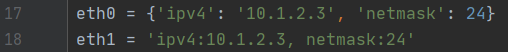 17 eth0 = {'ipv4': '10.1.2.3', 'netmask': 24}
18 eth1 = 'ipv4:10.1.2.3, netmask:24'